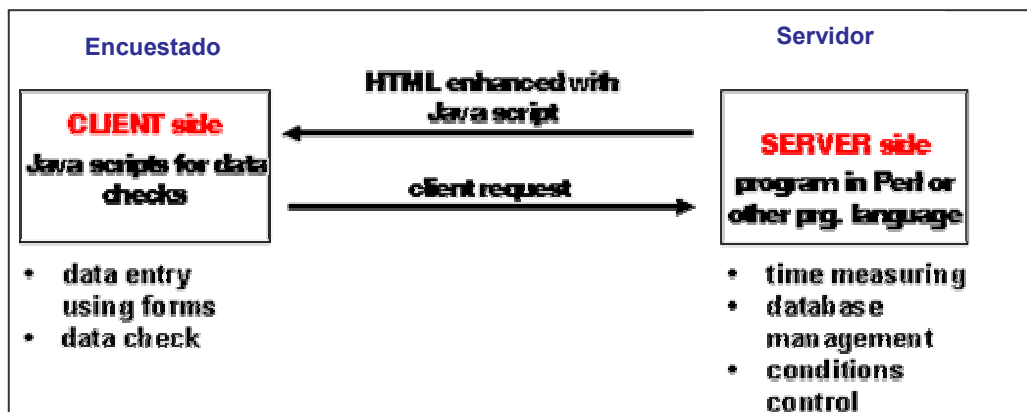 Encuestado
Servidor
HTML enhanced with
Java script
CLIENT side
Java scripts for data
checks
client request
SERVER side
program in Perl or
other prg. language
• data entry
using forms
• data check
• time measuring
• database
management
• conditions
control